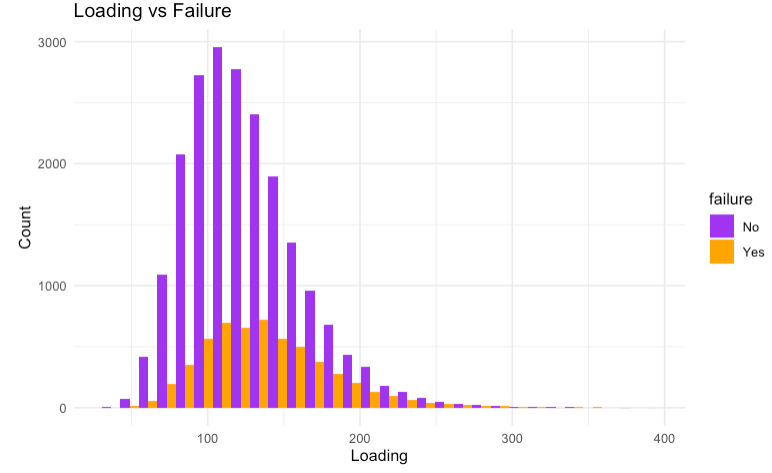 Loading vs Failure
3000
2000
1000
0
Count
100 200 300 400
Loading
failure
No
Yes